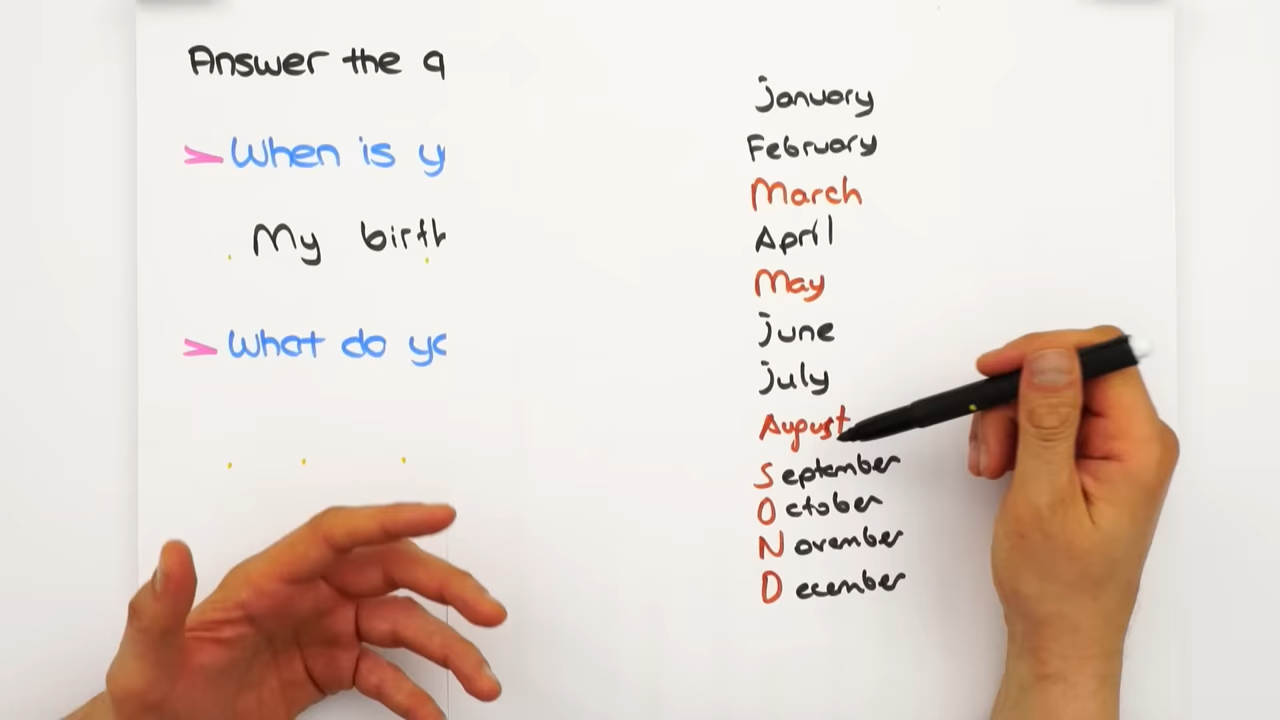 Answer the q
When is y
My birth
What do yo
january
February
March
April
May
june
july
August
September
October
November
December